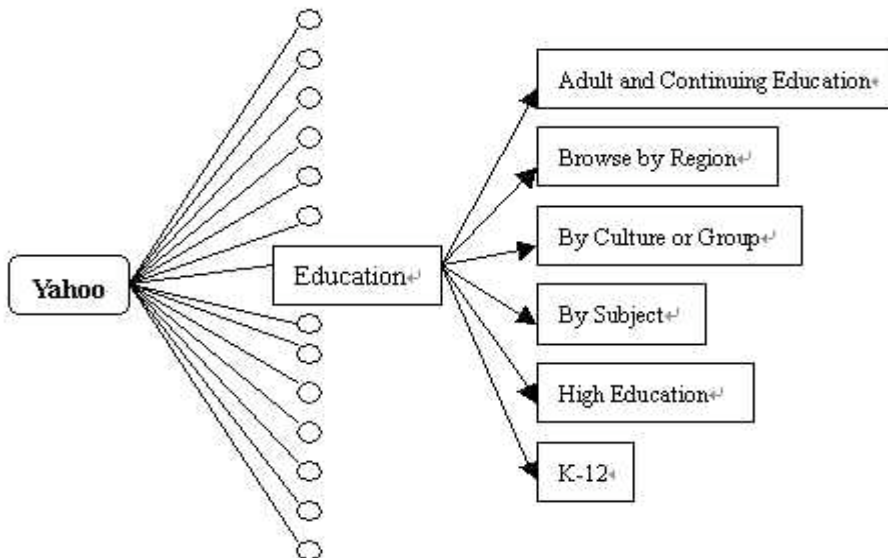 Yahoo
Education
Adult and Continuing Education
Browse by Region
By Culture or Group
By Subject
High Education
K-12